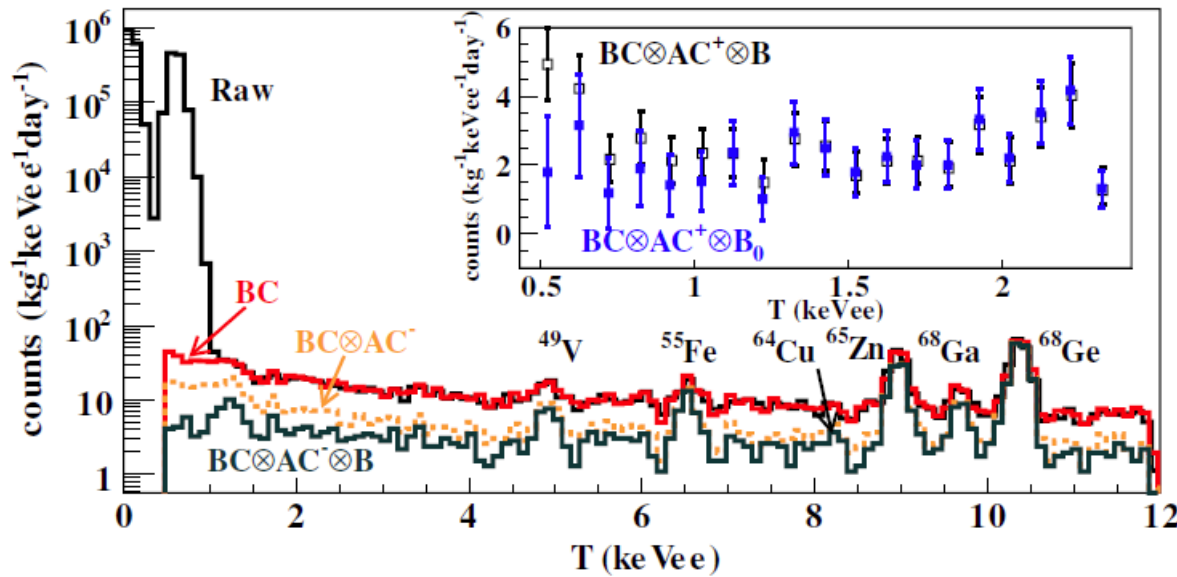 counts (kg⁻¹keVee⁻¹day⁻¹)
10⁶
10⁵
10⁴
10³
10²
10
1
Raw
BC
BC⊗AC⁻
BC⊗AC⁻⊗B
⁴⁹V
⁵⁵Fe
⁶⁴Cu
⁶⁵Zn
⁶⁸Ga
⁶⁸Ge
0
2
4
6
8
10
12
T (keVee)
counts (kg⁻¹keVee⁻¹day⁻¹)
6
4
2
0
BC⊗AC⁺⊗B
BC⊗AC⁺⊗B₀
0.5
1
1.5
2
T (keVee)